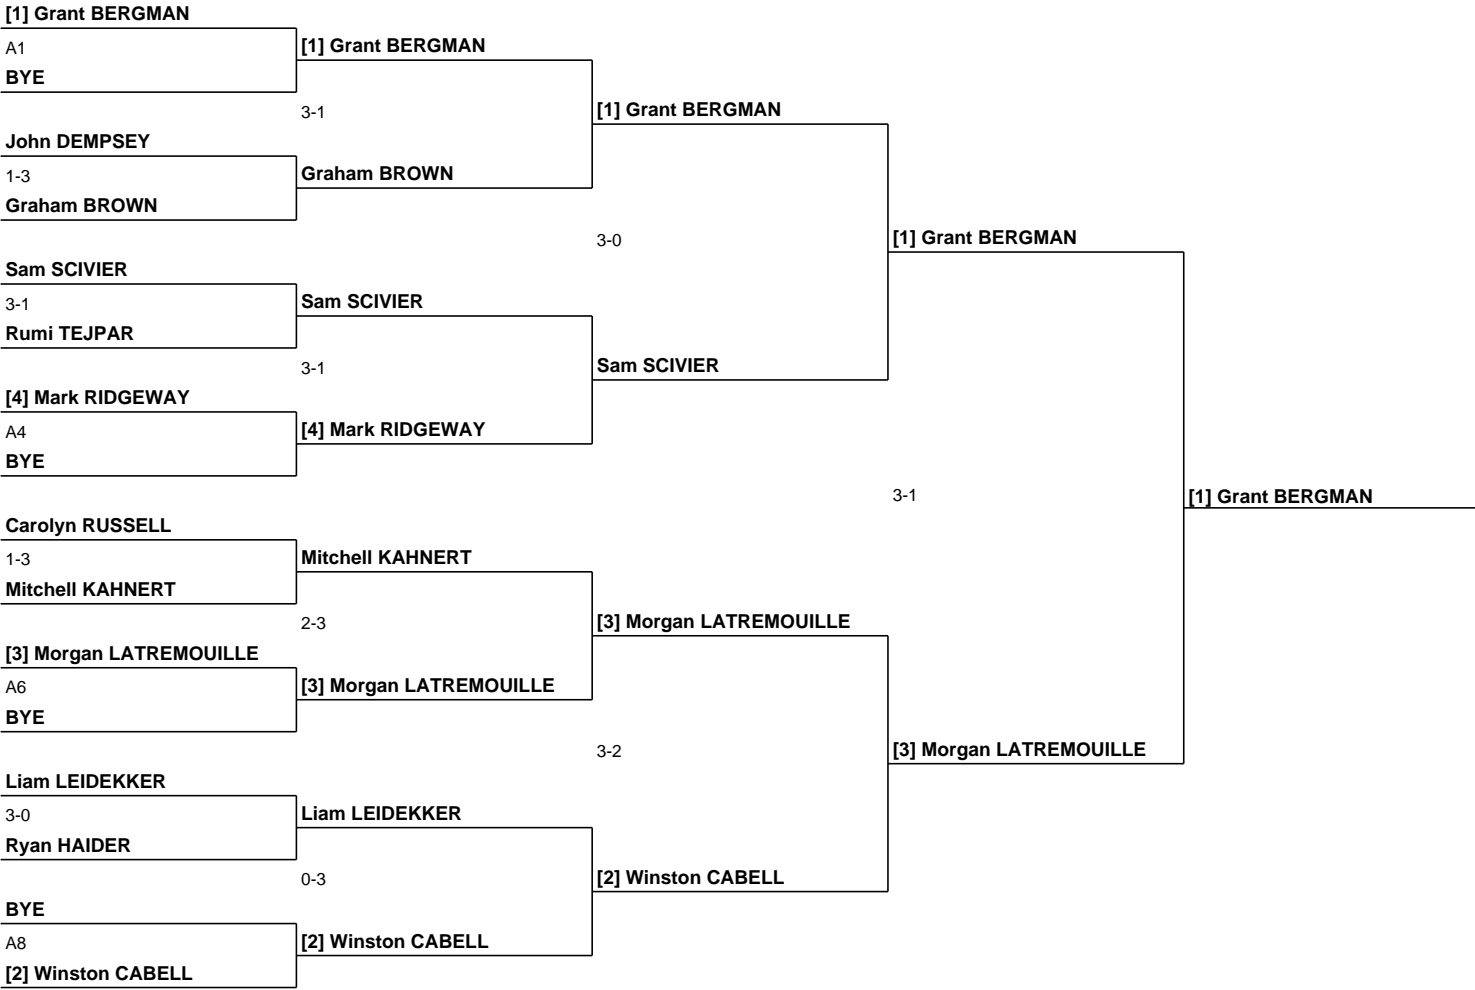 [1] Grant BERGMAN
A1
BYE
John DEMPSEY
1-3
Graham BROWN
Sam SCIVIER
3-1
Rumi TEJPAR
[4] Mark RIDGEWAY
A4
BYE
Carolyn RUSSELL
1-3
Mitchell KAHNERT
[3] Morgan LATREMOUILLE
A6
BYE
Liam LEIDEKKER
3-0
Ryan HAIDER
BYE
A8
[2] Winston CABELL
[1] Grant BERGMAN
3-1
Graham BROWN
Sam SCIVIER
3-1
[4] Mark RIDGEWAY
Mitchell KAHNERT
2-3
[3] Morgan LATREMOUILLE
Liam LEIDEKKER
0-3
[2] Winston CABELL
[1] Grant BERGMAN
3-0
Sam SCIVIER
[3] Morgan LATREMOUILLE
3-2
[2] Winston CABELL
[1] Grant BERGMAN
3-1
[3] Morgan LATREMOUILLE
[1] Grant BERGMAN